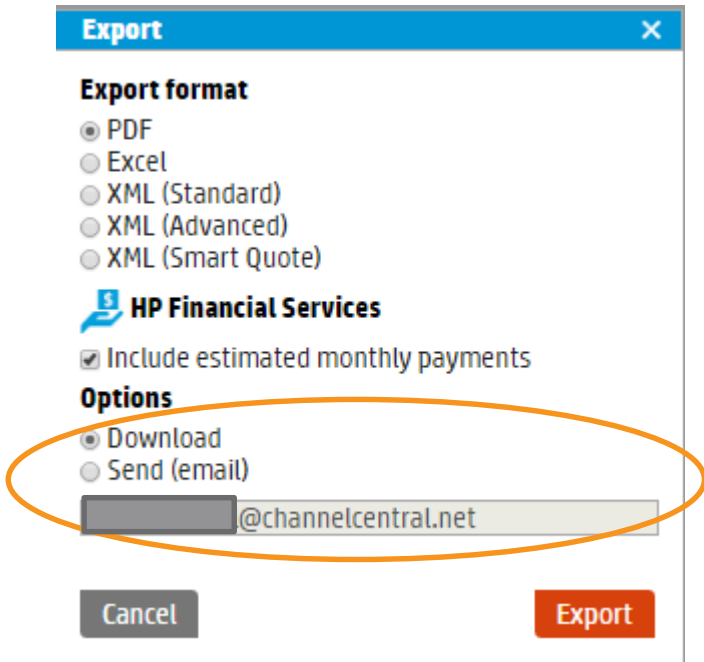 Export
Export format
PDF
Excel
XML (Standard)
XML (Advanced)
XML (Smart Quote)
$ HP Financial Services
Include estimated monthly payments
Options
Download
Send (email)
@channelcentral.net
Cancel Export